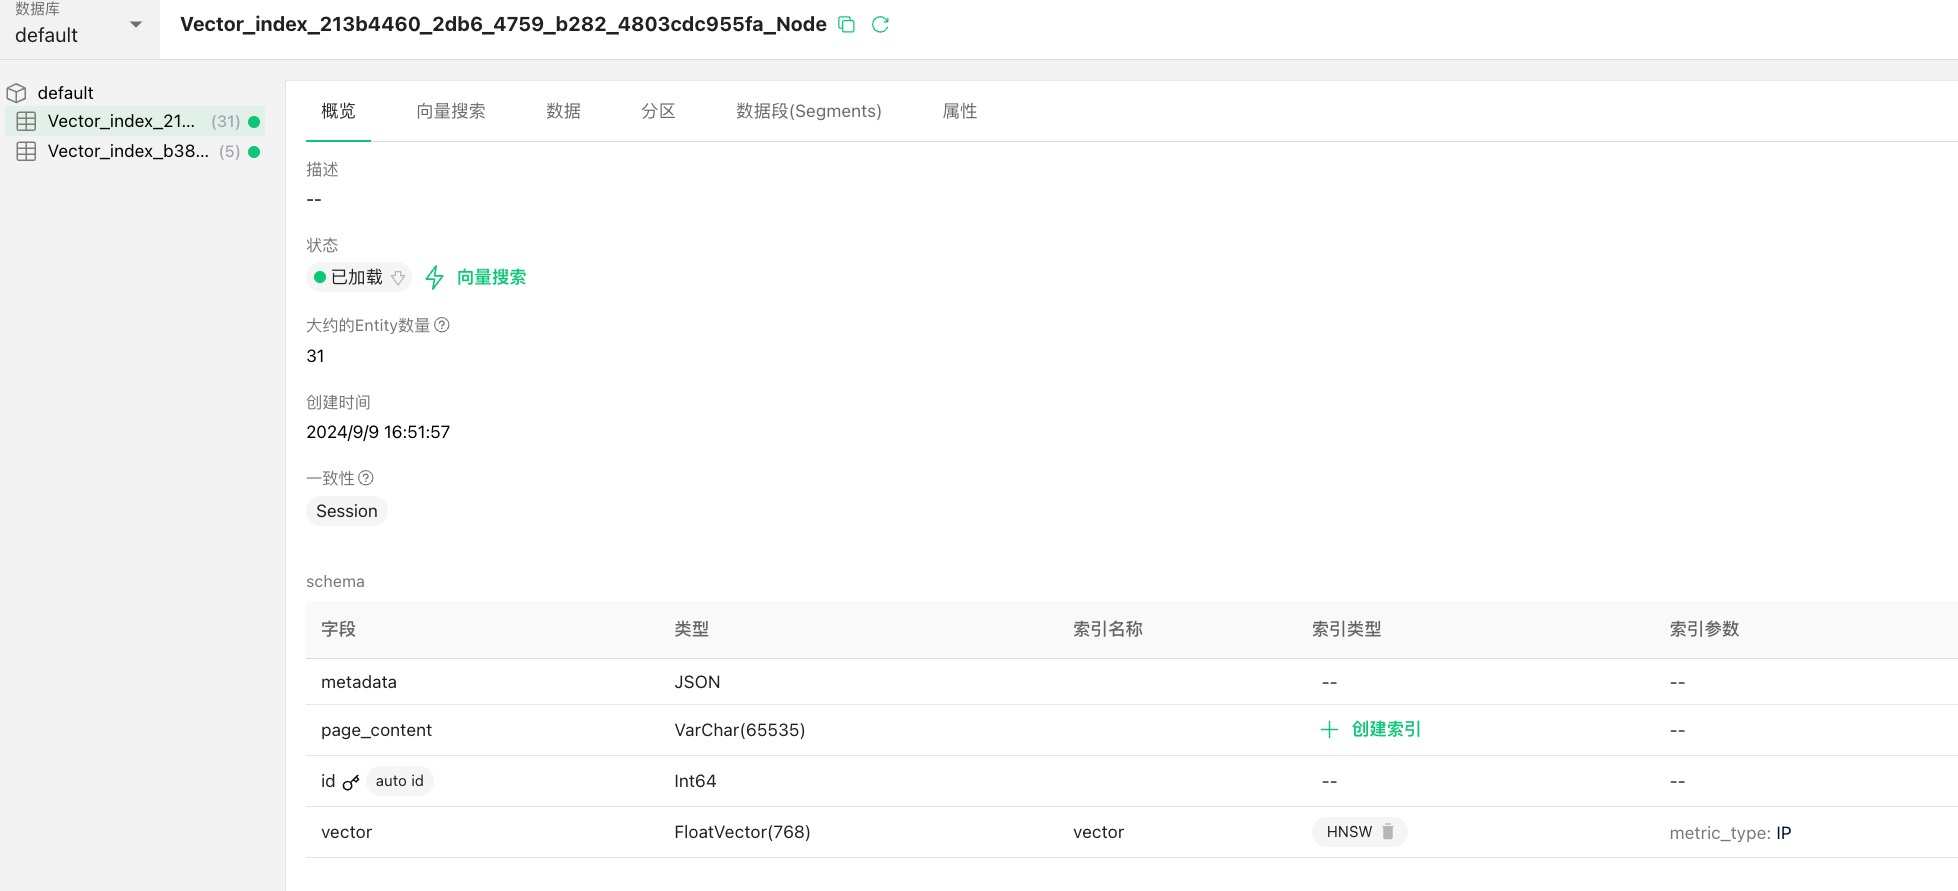 数据库
default
Vector_index_213b4460_2db6_4759_b282_4803cdc955fa_Node
default
Vector_index_21... (31)
Vector_index_b38... (5)
概览 向量搜索 数据 分区 数据段(Segments) 属性
描述
--
状态
已加载 向量搜索
大约的Entity数量
31
创建时间
2024/9/9 16:51:57
一致性
Session
schema
字段 类型 索引名称 索引类型 索引参数
metadata JSON -- --
page_content VarChar(65535) 创建索引 --
id auto id Int64 -- --
vector FloatVector(768) vector HNSW metric_type: IP